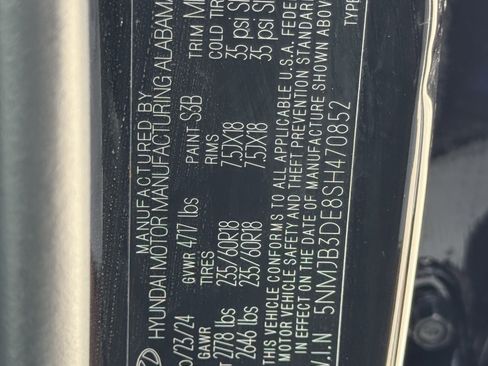 MANUFACTURED BY
HYUNDAI MOTOR MANUFACTURING ALABAMA
/23/24 GVWR 4717 lbs PAINT S3B TRIM
GAWR TIRES RIMS COLD TIRE
2778 lbs 235/60R18 7.5JX18 35 psi
2646 lbs 235/60R18 7.5JX18 35 psi
THIS VEHICLE CONFORMS TO ALL APPLICABLE U.S.A. FEDE
MOTOR VEHICLE SAFETY AND THEFT PREVENTION STANDARD
IN EFFECT ON THE DATE OF MANUFACTURE SHOWN ABOVE
V.I.N 5NMJB3DE8SH470852 TYPE